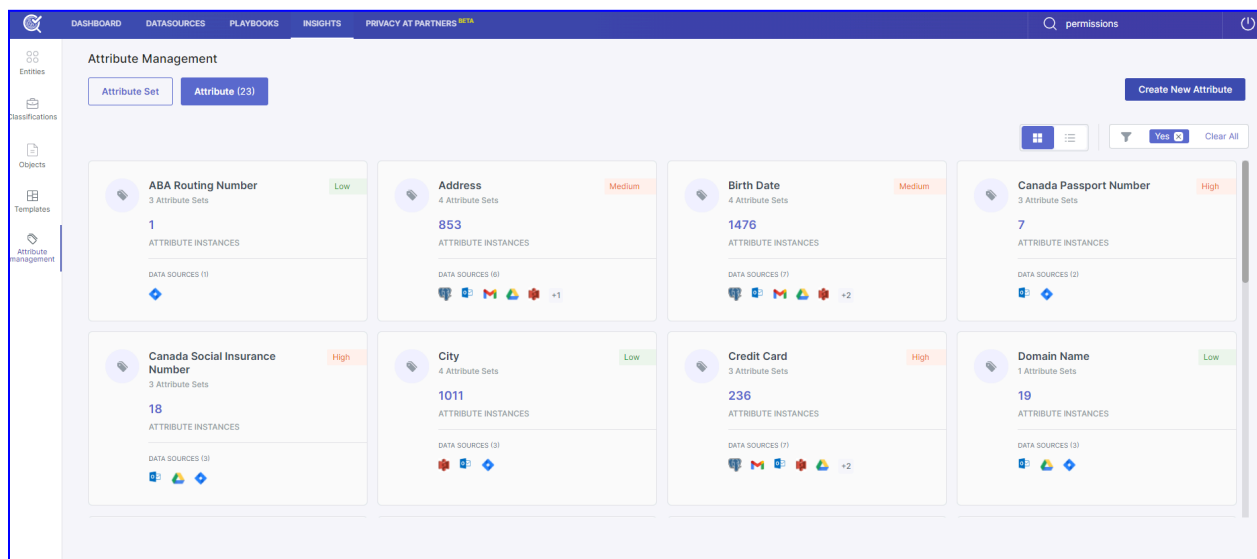 DASHBOARD DATASOURCES PLAYBOOKS INSIGHTS PRIVACY AT PARTNERS BETA permissions
Entities
Classifications
Objects
Templates
Attribute
management
Attribute Management
Attribute Set Attribute (23) Create New Attribute
Yes Clear All
ABA Routing Number Low
3 Attribute Sets
1
ATTRIBUTE INSTANCES
DATA SOURCES (1)
Address Medium
4 Attribute Sets
853
ATTRIBUTE INSTANCES
DATA SOURCES (6)
+1
Birth Date Medium
4 Attribute Sets
1476
ATTRIBUTE INSTANCES
DATA SOURCES (7)
+2
Canada Passport Number High
3 Attribute Sets
7
ATTRIBUTE INSTANCES
DATA SOURCES (2)
Canada Social Insurance High
Number
3 Attribute Sets
18
ATTRIBUTE INSTANCES
DATA SOURCES (3)
City Low
4 Attribute Sets
1011
ATTRIBUTE INSTANCES
DATA SOURCES (3)
Credit Card High
3 Attribute Sets
236
ATTRIBUTE INSTANCES
DATA SOURCES (7)
+2
Domain Name Low
1 Attribute Sets
19
ATTRIBUTE INSTANCES
DATA SOURCES (3)